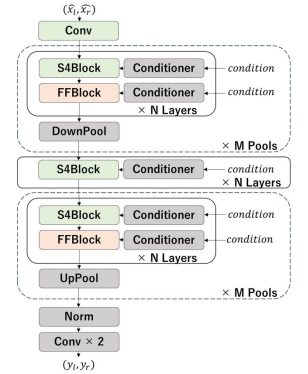 (x̂_l, x̂_r)
Conv
S4Block Conditioner condition
FFBlock Conditioner condition
× N Layers
DownPool
× M Pools
S4Block Conditioner condition
× N Layers
S4Block Conditioner condition
FFBlock Conditioner condition
× N Layers
UpPool
× M Pools
Norm
Conv × 2
(y_l, y_r)